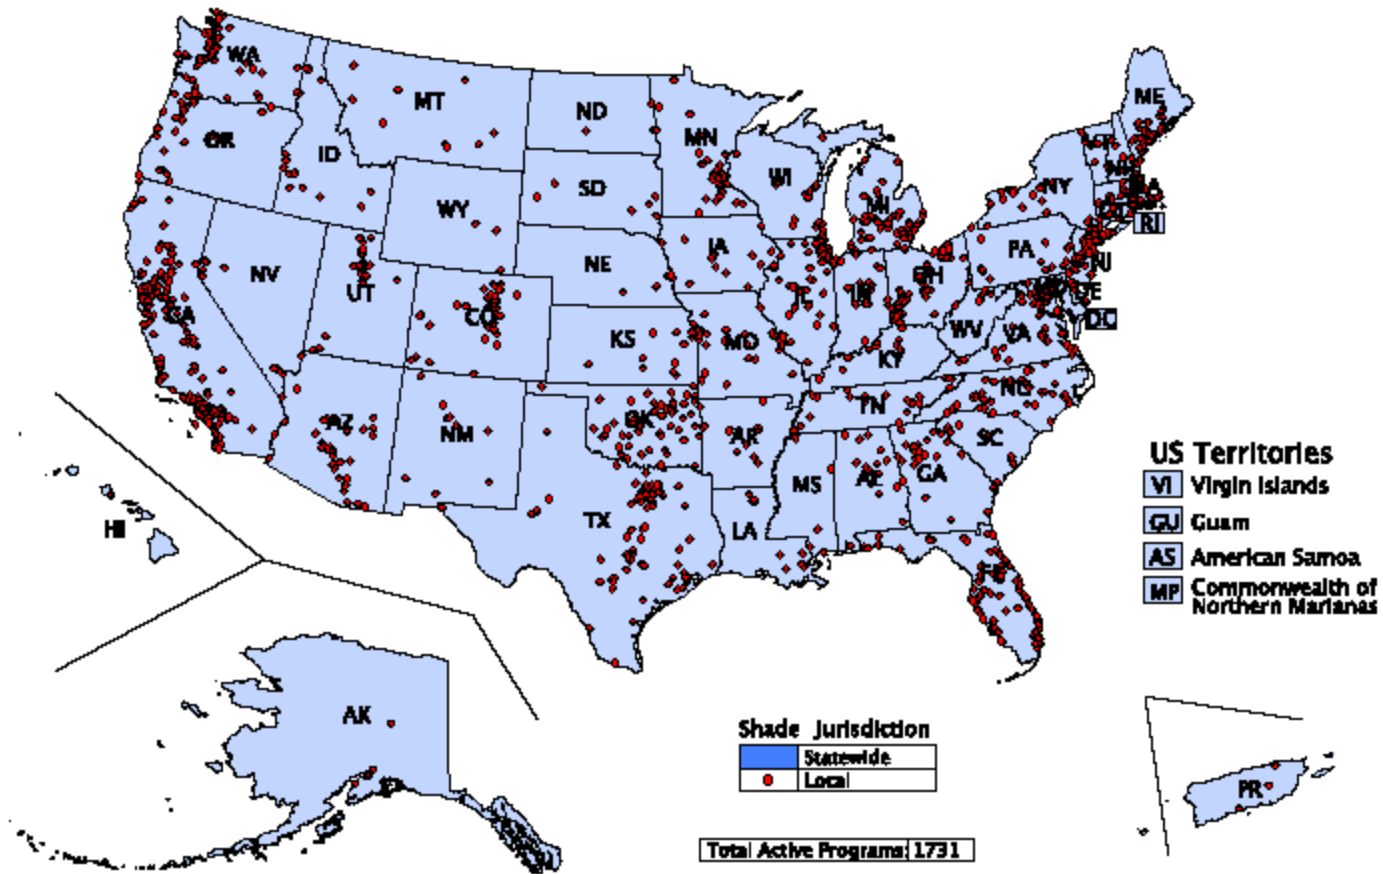 WA
ME
MT
ND
OR
MN
ID
SD
WI
NY
WY
MI
RI
IA
PA
NE
NV
OH
NJ
UT
IL
IN
DE
CA
CO
DC
KS
MO
WV
VA
KY
NC
TN
AZ
NM
OK
AR
SC
US Territories
MS
GA
VI Virgin Islands
TX
LA
HI
GU Guam
AS American Samoa
MP Commonwealth of
Northern Marianas
AK
Shade Jurisdiction
Statewide
Local
PR
Total Active Programs: 1731